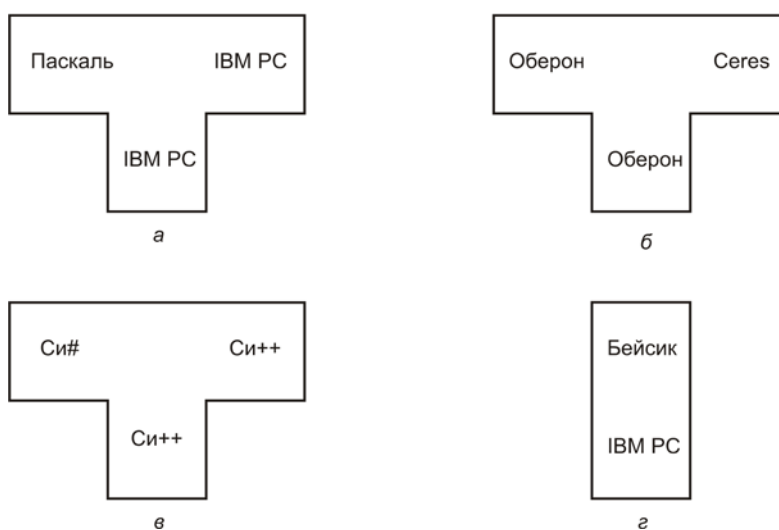 Паскаль IBM PC
IBM PC
а
Оберон Ceres
Оберон
б
Си# Си++
Си++
в
Бейсик
IBM PC
г